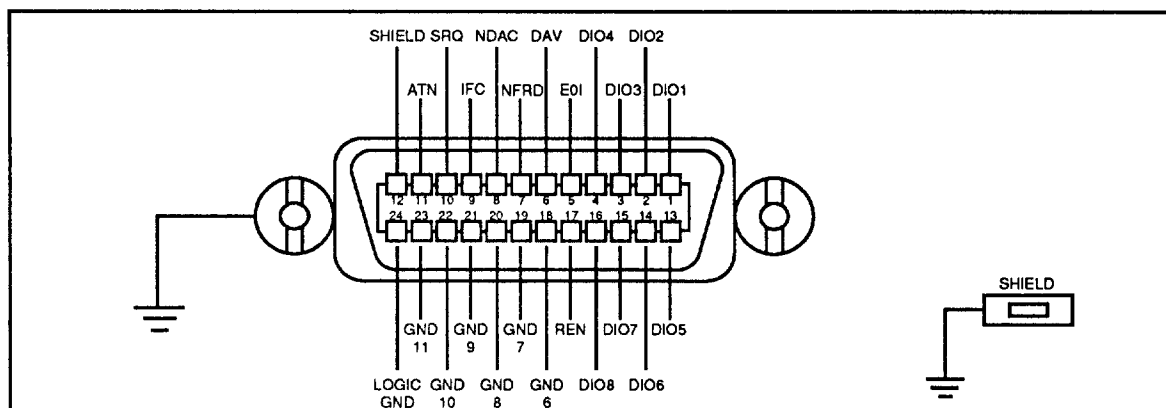 SHIELD SRQ NDAC DAV DIO4 DIO2
ATN IFC NFRD E0I DIO3 DIO1
12 11 10 9 8 7 6 5 4 3 2 1
24 23 22 21 20 19 18 17 16 15 14 13
SHIELD
GND 11 GND 9 GND 7 REN DIO7 DIO5
LOGIC GND GND 10 GND 8 GND 6 DIO8 DIO6